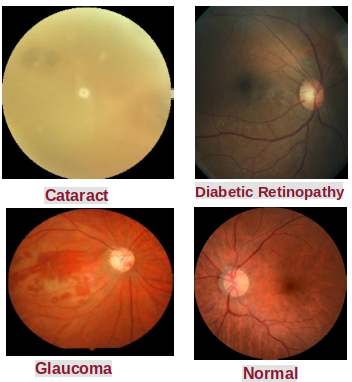 Cataract
Diabetic Retinopathy
Glaucoma
Normal